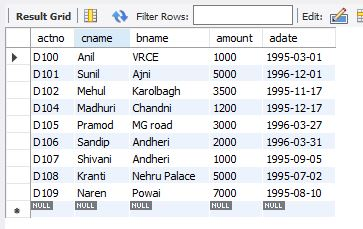 Result Grid Filter Rows: Edit:
actno cname bname amount adate
D100 Anil VRCE 1000 1995-03-01
D101 Sunil Ajni 5000 1996-12-01
D102 Mehul Karolbagh 3500 1995-11-17
D104 Madhuri Chandni 1200 1995-12-17
D105 Pramod MG road 3000 1996-03-27
D106 Sandip Andheri 2000 1996-03-31
D107 Shivani Andheri 1000 1995-09-05
D108 Kranti Nehru Palace 5000 1995-07-02
D109 Naren Powai 7000 1995-08-10
NULL NULL NULL NULL NULL